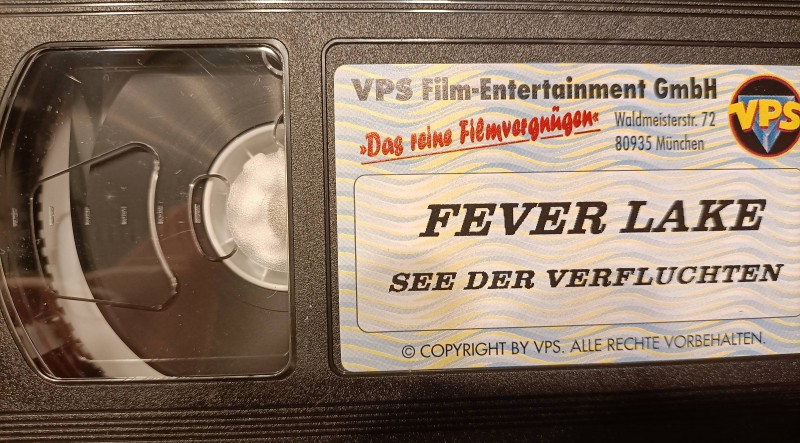 VPS Film-Entertainment GmbH
»Das reine Filmvergnügen«
Waldmeisterstr. 72
80935 München
VPS
FEVER LAKE
SEE DER VERFLUCHTEN
© COPYRIGHT BY VPS. ALLE RECHTE VORBEHALTEN.